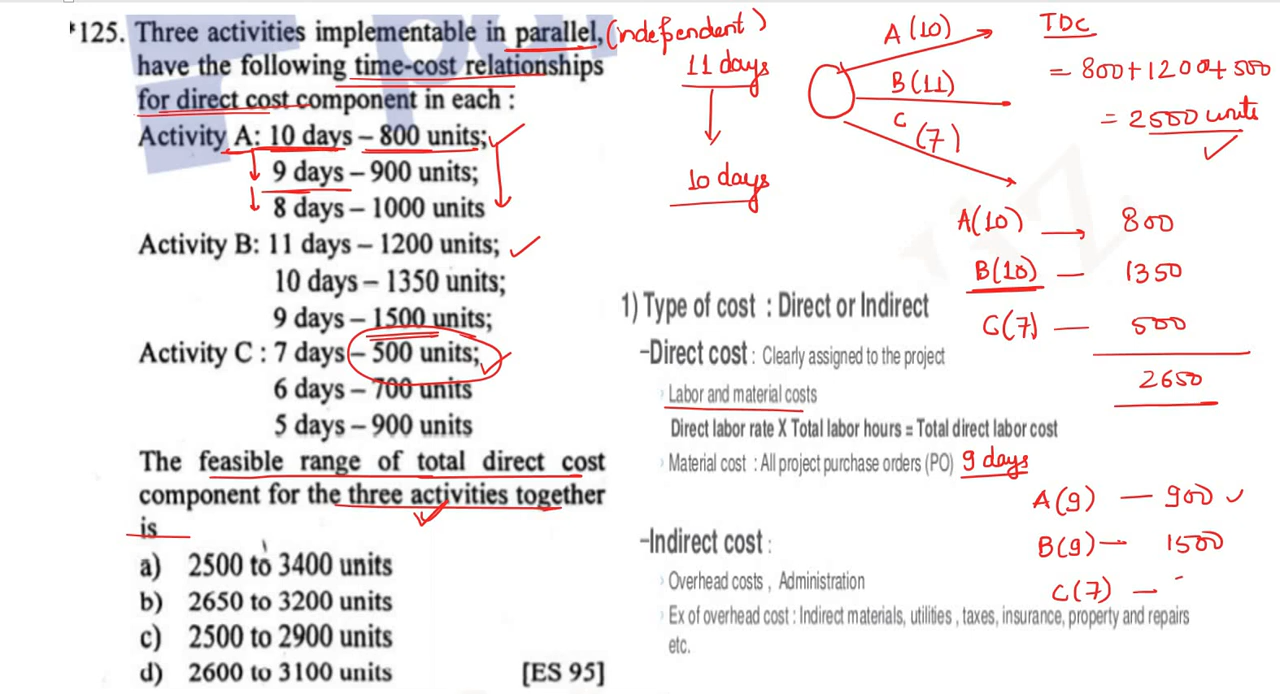 *125. Three activities implementable in parallel, (independent)
have the following time-cost relationships
for direct cost component in each :
Activity A: 10 days – 800 units;
9 days – 900 units;
8 days – 1000 units
Activity B: 11 days – 1200 units;
10 days – 1350 units;
9 days – 1500 units;
Activity C : 7 days – 500 units;
6 days – 700 units
5 days – 900 units
The feasible range of total direct cost
component for the three activities together
is
a) 2500 to 3400 units
b) 2650 to 3200 units
c) 2500 to 2900 units
d) 2600 to 3100 units [ES 95]
11 days
10 days
A (10)
B (11)
C (7)
TDC
= 800+1200+500
= 2500 units
A(10) → 800
B(10) — 1350
C(7) — 500
2650
1) Type of cost : Direct or Indirect
-Direct cost : Clearly assigned to the project
› Labor and material costs
Direct labor rate X Total labor hours = Total direct labor cost
› Material cost : All project purchase orders (PO) 9 days
A(9) — 900
B(9) — 1500
C(7) —
-Indirect cost :
› Overhead costs , Administration
› Ex of overhead cost : Indirect materials, utilities , taxes, insurance, property and repairs
etc.